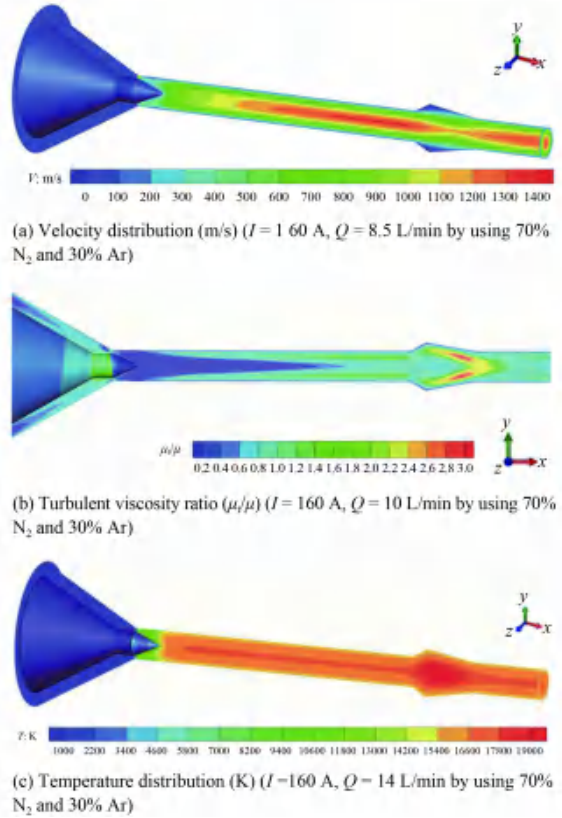 y
z x
V: m/s
0 100 200 300 400 600 700 800 900 1000 1100 1200 1300 1400
(a) Velocity distribution (m/s) (I = 1 60 A, Q = 8.5 L/min by using 70%
N₂ and 30% Ar)
μₜ/μ
0.2 0.4 0.6 0.8 1.0 1.2 1.4 1.6 1.8 2.0 2.2 2.4 2.6 2.8 3.0
y
z x
(b) Turbulent viscosity ratio (μₜ/μ) (I = 160 A, Q = 10 L/min by using 70%
N₂ and 30% Ar)
y
z x
T: K
1000 2200 3400 4600 5800 7000 8200 9400 10600 11800 13000 14200 15400 16600 17800 19000
(c) Temperature distribution (K) (I =160 A, Q = 14 L/min by using 70%
N₂ and 30% Ar)